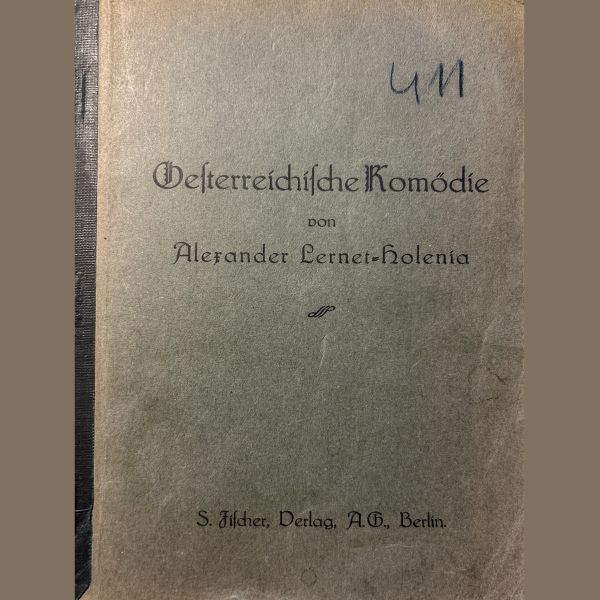 411
Oesterreichische Komödie
von
Alexander Lernet-Holenia
S. Fischer, Verlag, A.G., Berlin.